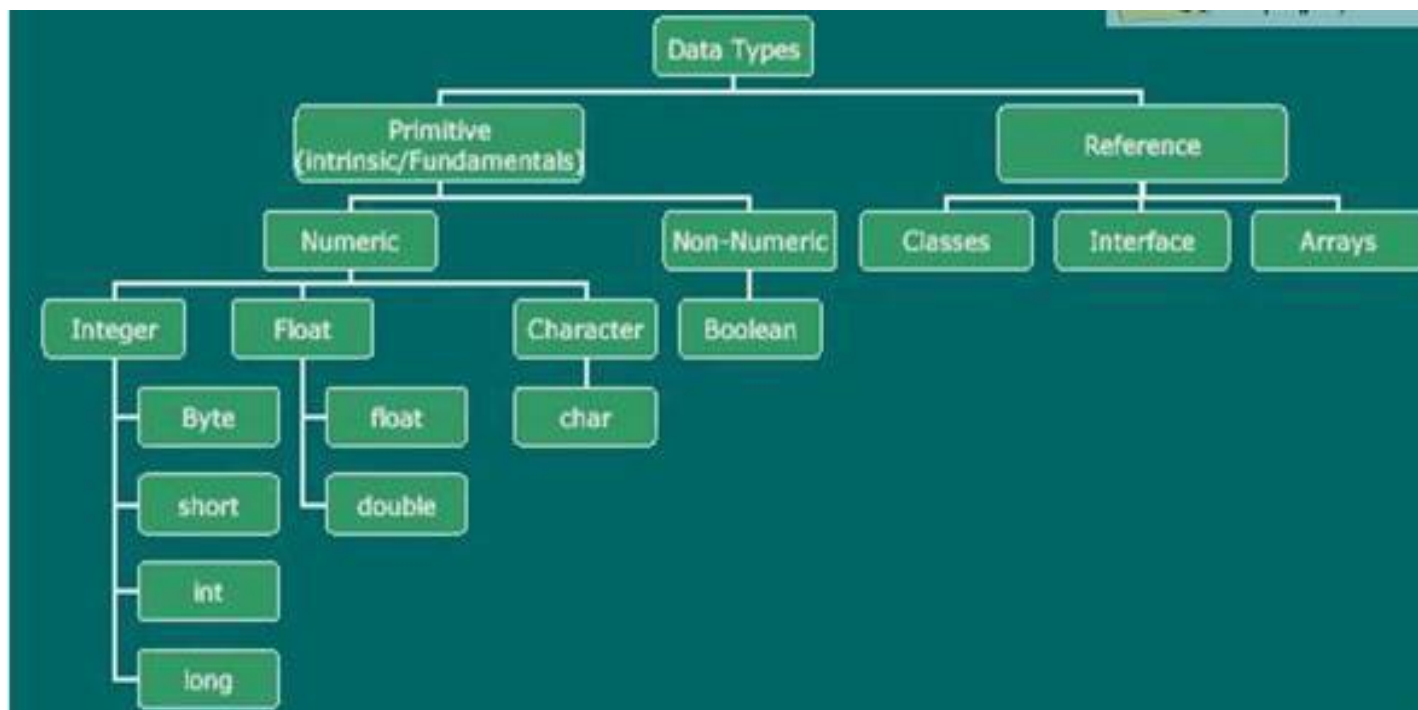 Data Types
Primitive
(intrinsic/Fundamentals)
Reference
Numeric
Non-Numeric
Classes
Interface
Arrays
Integer
Float
Character
Boolean
Byte
float
char
short
double
int
long